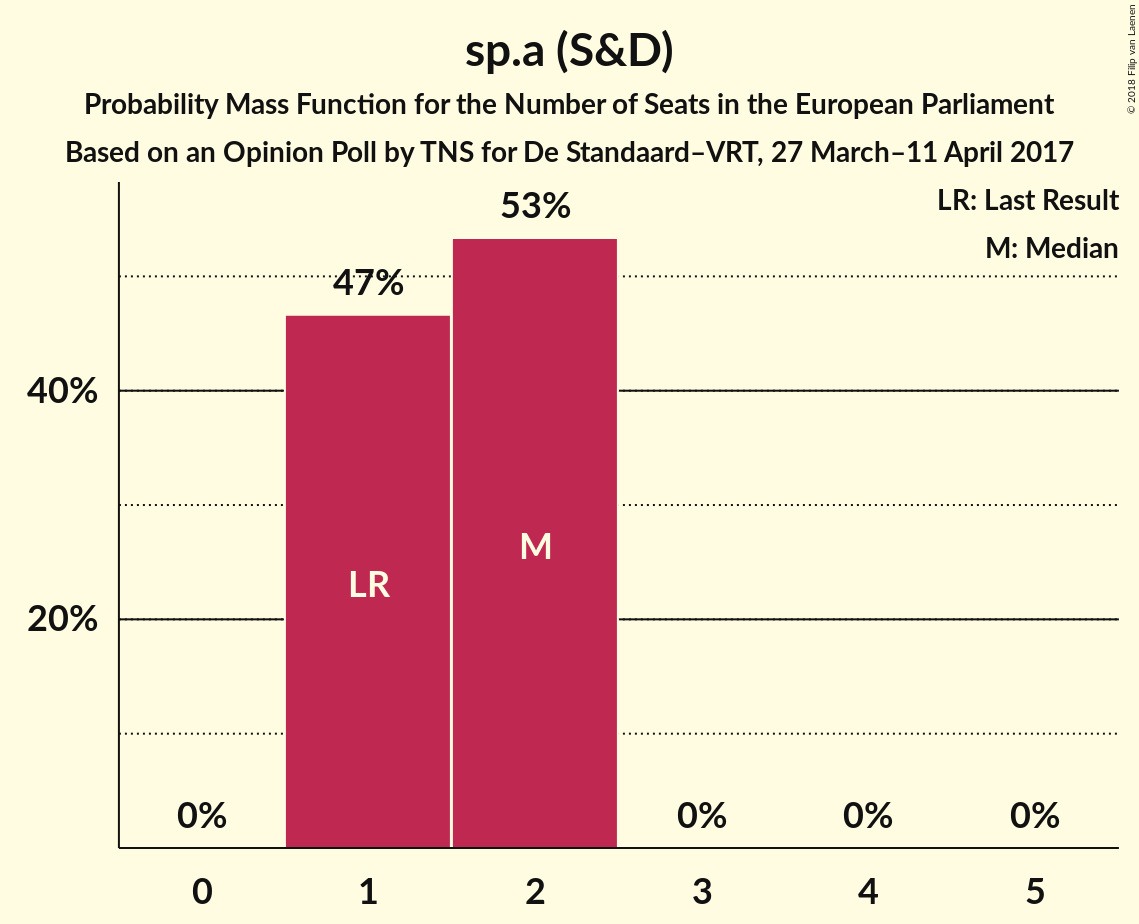 sp.a (S&D)
Probability Mass Function for the Number of Seats in the European Parliament
Based on an Opinion Poll by TNS for De Standaard–VRT, 27 March–11 April 2017
© 2018 Filip van Laenen
LR: Last Result
M: Median
53%
47%
40%
M
LR
20%
0% 0% 0% 0%
0 1 2 3 4 5